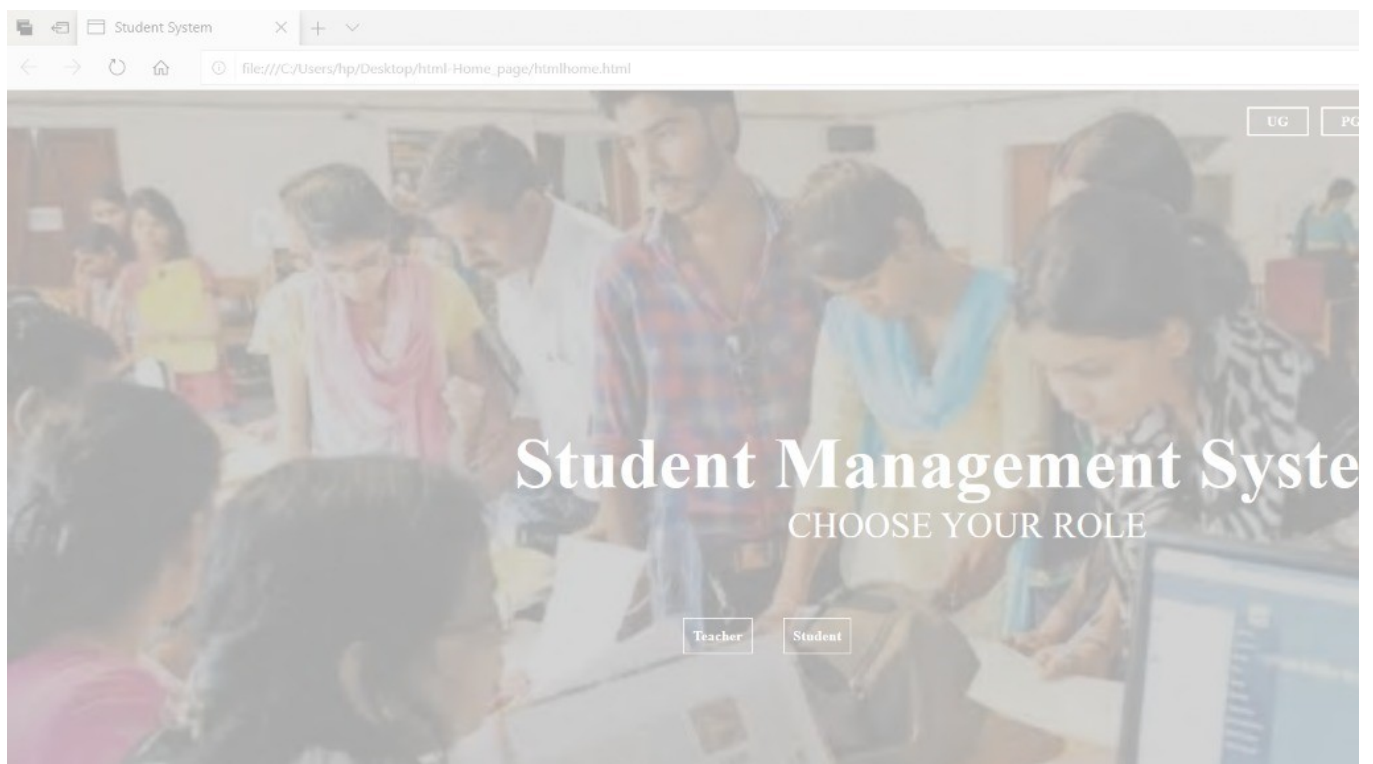 Student System
file:///C:/Users/hp/Desktop/html-Home_page/htmlhome.html
UG PG
Student Management Syste
CHOOSE YOUR ROLE
Teacher Student